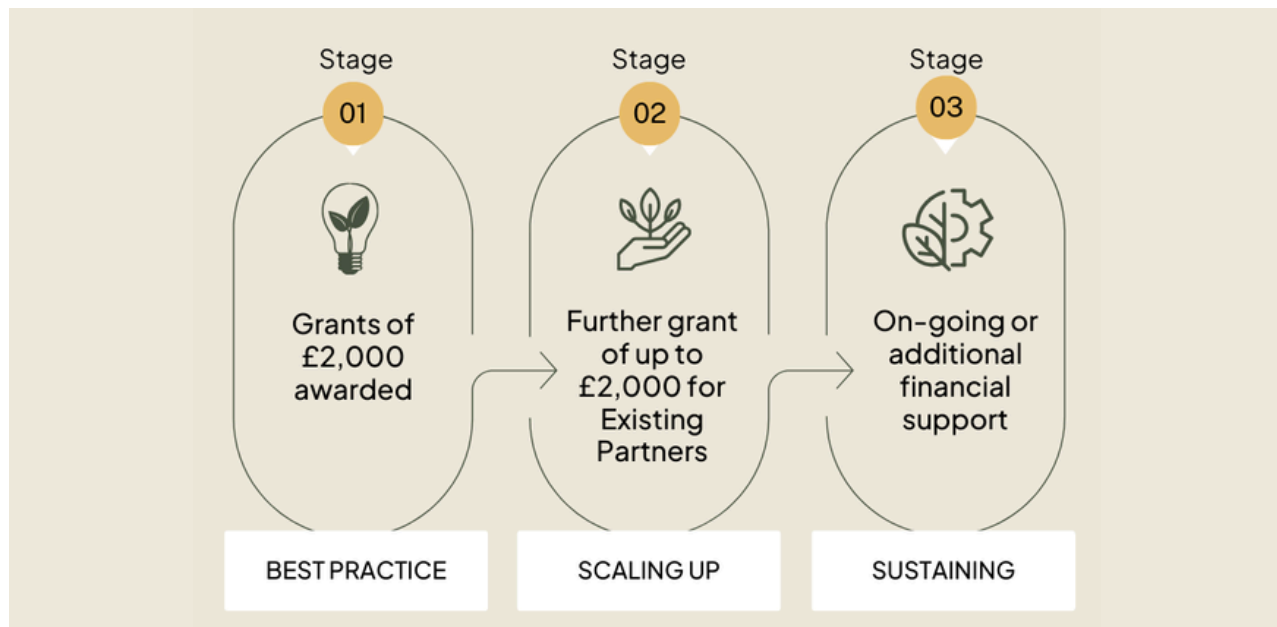 Stage
01
Grants of
£2,000
awarded
BEST PRACTICE
Stage
02
Further grant
of up to
£2,000 for
Existing
Partners
SCALING UP
Stage
03
On-going or
additional
financial
support
SUSTAINING